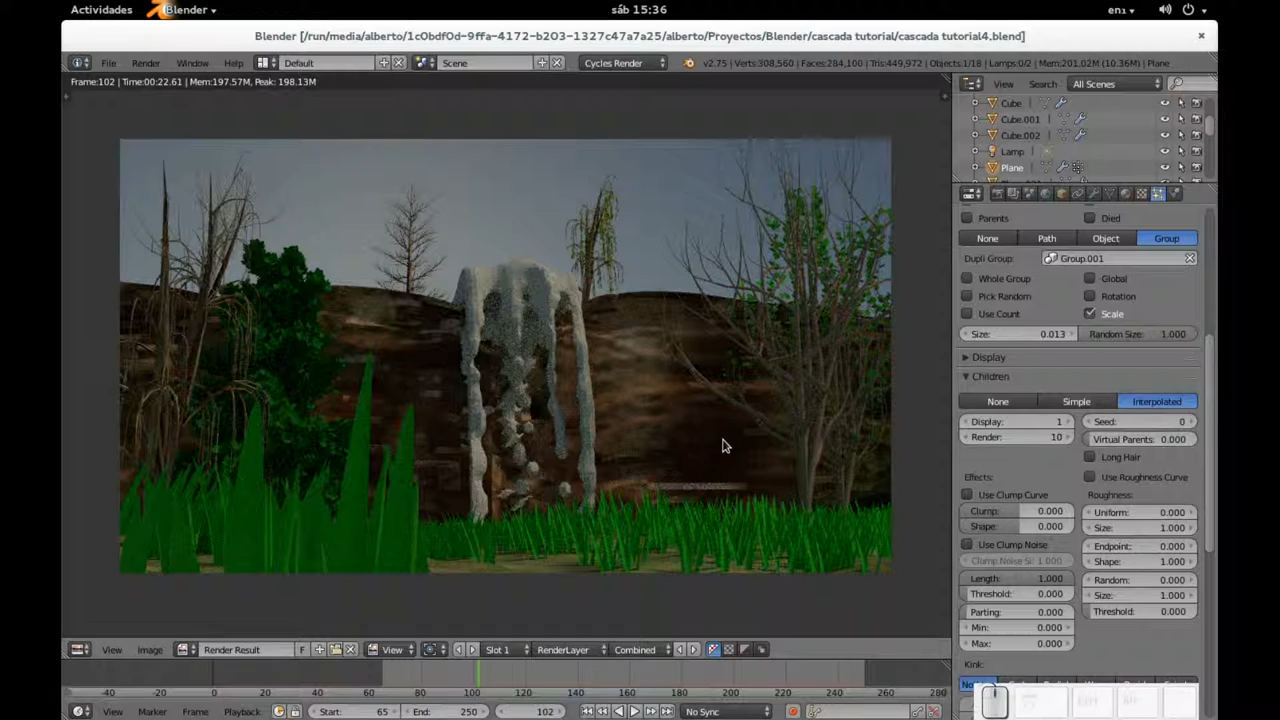 Actividades Blender sáb 15:36 en1
Blender [/run/media/alberto/1c0bdf0d-9ffa-4172-b203-1327c47a7a25/alberto/Proyectos/Blender/cascada tutorial/cascada tutorial4.blend]
File Render Window Help Default Scene Cycles Render v2.75 | Verts:308,560 | Faces:284,100 | Tris:449,972 | Objects:1/18 | Lamps:0/2 | Mem:201.02M (10.36M) | Plane
Frame:102 | Time:00:22.61 | Mem:197.57M, Peak: 198.13M
View Search All Scenes
Cube
Cube.001
Cube.002
Lamp
Plane
Parents Died
None Path Object Group
Dupli Group: Group.001
Whole Group Global
Pick Random Rotation
Use Count Scale
Size: 0.013 Random Size: 1.000
Display
Children
None Simple Interpolated
Display: 1 Seed: 0
Render: 10 Virtual Parents: 0.000
Long Hair
Effects: Use Roughness Curve
Use Clump Curve Roughness:
Clump: 0.000 Uniform: 0.000
Shape: 0.000 Size: 1.000
Use Clump Noise Endpoint: 0.000
Clump Noise Si: 1.000 Shape: 1.000
Length: 1.000 Random: 0.000
Threshold: 0.000 Size: 1.000
Parting: 0.000 Threshold: 0.000
Min: 0.000
Max: 0.000
Kink:
View Image Render Result F View Slot 1 RenderLayer Combined
-40 -20 0 20 40 60 80 100 120 140 160 180 200 220 240 260 280
View Marker Frame Playback Start: 65 End: 250 102 No Sync